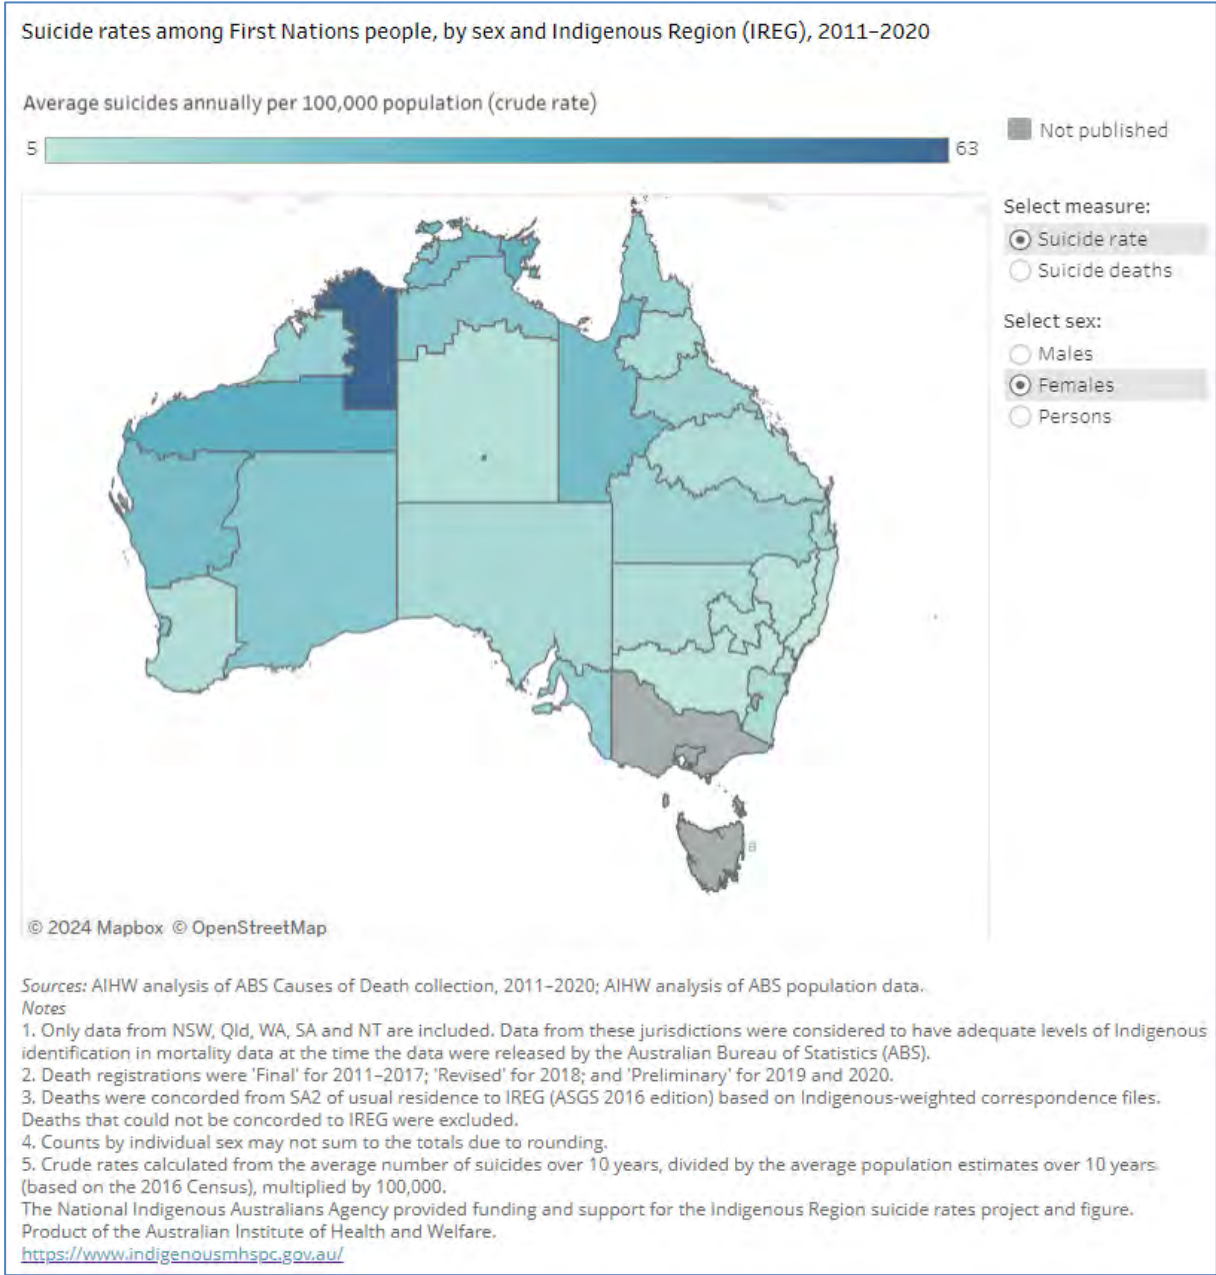 Suicide rates among First Nations people, by sex and Indigenous Region (IREG), 2011–2020
Average suicides annually per 100,000 population (crude rate)
5
63
Not published
Select measure:
Suicide rate
Suicide deaths
Select sex:
Males
Females
Persons
a
© 2024 Mapbox © OpenStreetMap
Sources: AIHW analysis of ABS Causes of Death collection, 2011–2020; AIHW analysis of ABS population data.
Notes
1. Only data from NSW, Qld, WA, SA and NT are included. Data from these jurisdictions were considered to have adequate levels of Indigenous
identification in mortality data at the time the data were released by the Australian Bureau of Statistics (ABS).
2. Death registrations were 'Final' for 2011–2017; 'Revised' for 2018; and 'Preliminary' for 2019 and 2020.
3. Deaths were concorded from SA2 of usual residence to IREG (ASGS 2016 edition) based on Indigenous-weighted correspondence files.
Deaths that could not be concorded to IREG were excluded.
4. Counts by individual sex may not sum to the totals due to rounding.
5. Crude rates calculated from the average number of suicides over 10 years, divided by the average population estimates over 10 years
(based on the 2016 Census), multiplied by 100,000.
The National Indigenous Australians Agency provided funding and support for the Indigenous Region suicide rates project and figure.
Product of the Australian Institute of Health and Welfare.
https://www.indigenousmhspc.gov.au/